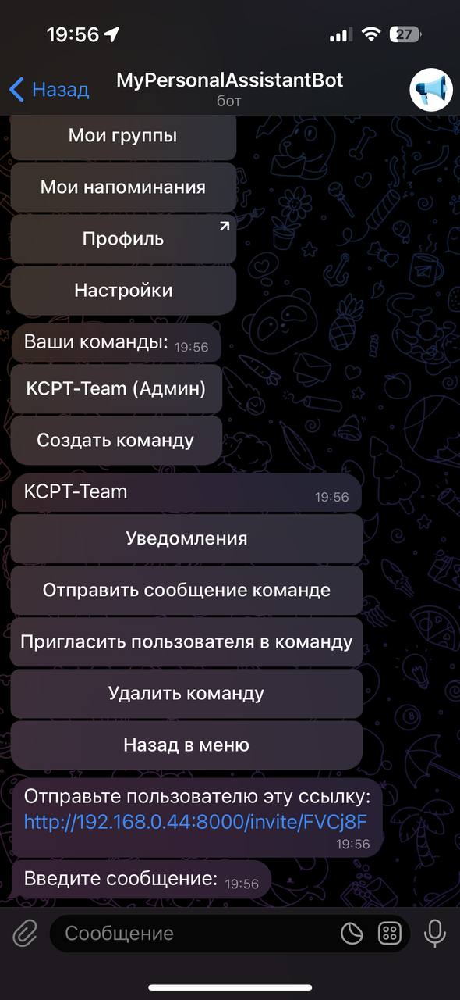 19:56
27
Назад
MyPersonalAssistantBot
бот
Мои группы
Мои напоминания
Профиль
Настройки
Ваши команды: 19:56
KCPT-Team (Админ)
Создать команду
KCPT-Team 19:56
Уведомления
Отправить сообщение команде
Пригласить пользователя в команду
Удалить команду
Назад в меню
Отправьте пользователю эту ссылку:
http://192.168.0.44:8000/invite/FVCj8F
19:56
Введите сообщение: 19:56
Сообщение